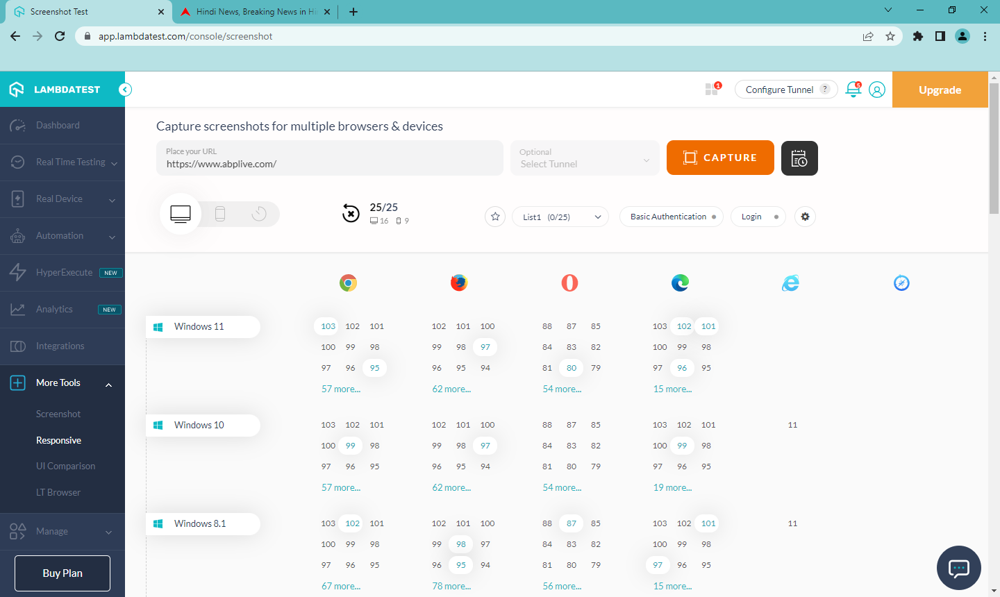 Screenshot Test
Hindi News, Breaking News in Hi
app.lambdatest.com/console/screenshot
LAMBDATEST
1
Configure Tunnel ?
5
Upgrade
Dashboard
Real Time Testing
Real Device
Automation
HyperExecute NEW
Analytics NEW
Integrations
More Tools
Screenshot
Responsive
UI Comparison
LT Browser
Manage
Buy Plan
Capture screenshots for multiple browsers & devices
Place your URL
https://www.abplive.com/
Optional
Select Tunnel
CAPTURE
25/25
16 9
List1 (0/25)
Basic Authentication
Login
Windows 11
103 102 101 102 101 100 88 87 85 103 102 101
100 99 98 99 98 97 84 83 82 100 99 98
97 96 95 96 95 94 81 80 79 97 96 95
57 more... 62 more... 54 more... 15 more...
Windows 10
103 102 101 102 101 100 88 87 85 103 102 101 11
100 99 98 99 98 97 84 83 82 100 99 98
97 96 95 96 95 94 81 80 79 97 96 95
57 more... 62 more... 54 more... 19 more...
Windows 8.1
103 102 101 102 101 100 88 87 85 103 102 101 11
100 99 98 99 98 97 84 83 82 100 99 98
97 96 95 96 95 94 81 80 79 97 96 95
67 more... 78 more... 56 more... 15 more...